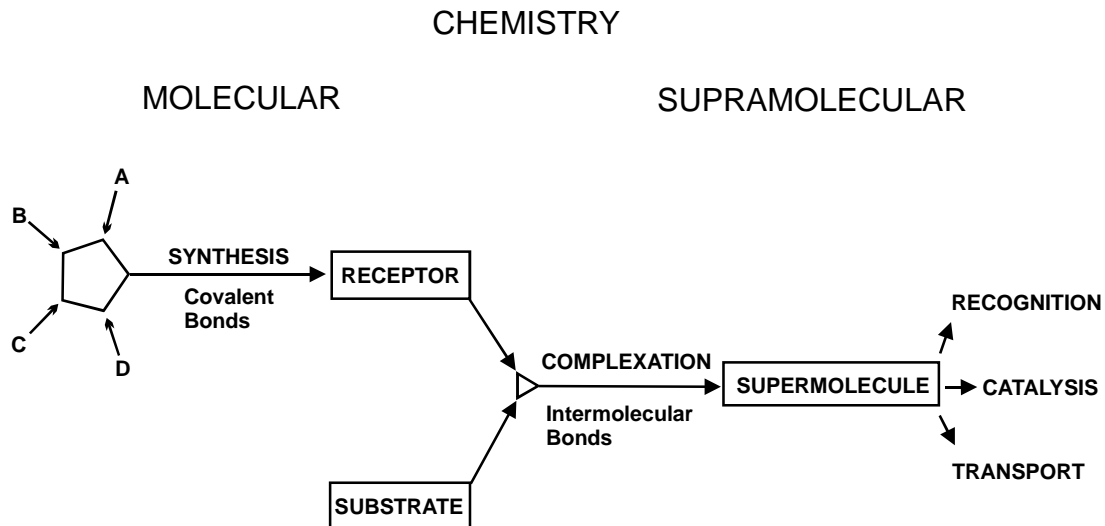 CHEMISTRY
MOLECULAR
SUPRAMOLECULAR
A
B
C
D
SYNTHESIS
Covalent
Bonds
RECEPTOR
SUBSTRATE
COMPLEXATION
Intermolecular
Bonds
SUPERMOLECULE
RECOGNITION
CATALYSIS
TRANSPORT